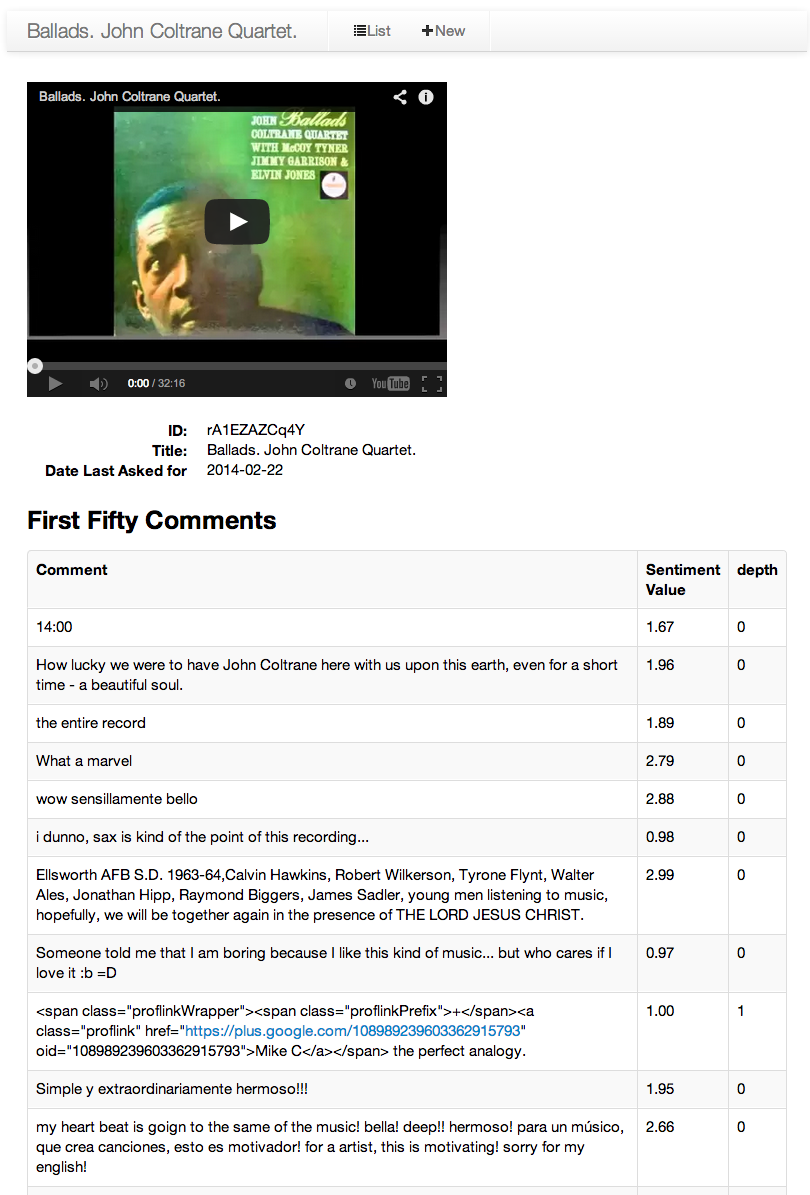 Ballads. John Coltrane Quartet.
List
New
Ballads. John Coltrane Quartet.
JOHN Ballads
COLTRANE QUARTET
WITH McCOY TYNER
JIMMY GARRISON &
ELVIN JONES
0:00 / 32:16
YouTube
ID: rA1EZAZCq4Y
Title: Ballads. John Coltrane Quartet.
Date Last Asked for 2014-02-22
First Fifty Comments
Comment Sentiment Value depth
14:00 1.67 0
How lucky we were to have John Coltrane here with us upon this earth, even for a short 1.96 0
time - a beautiful soul.
the entire record 1.89 0
What a marvel 2.79 0
wow sensillamente bello 2.88 0
i dunno, sax is kind of the point of this recording... 0.98 0
Ellsworth AFB S.D. 1963-64,Calvin Hawkins, Robert Wilkerson, Tyrone Flynt, Walter 2.99 0
Ales, Jonathan Hipp, Raymond Biggers, James Sadler, young men listening to music,
hopefully, we will be together again in the presence of THE LORD JESUS CHRIST.
Someone told me that I am boring because I like this kind of music... but who cares if I 0.97 0
love it :b =D
<span class="proflinkWrapper"><span class="proflinkPrefix">+</span><a 1.00 1
class="proflink" href="https://plus.google.com/108989239603362915793"
oid="108989239603362915793">Mike C</a></span> the perfect analogy.
Simple y extraordinariamente hermoso!!! 1.95 0
my heart beat is goign to the same of the music! bella! deep!! hermoso! para un músico, 2.66 0
que crea canciones, esto es motivador! for a artist, this is motivating! sorry for my
english!